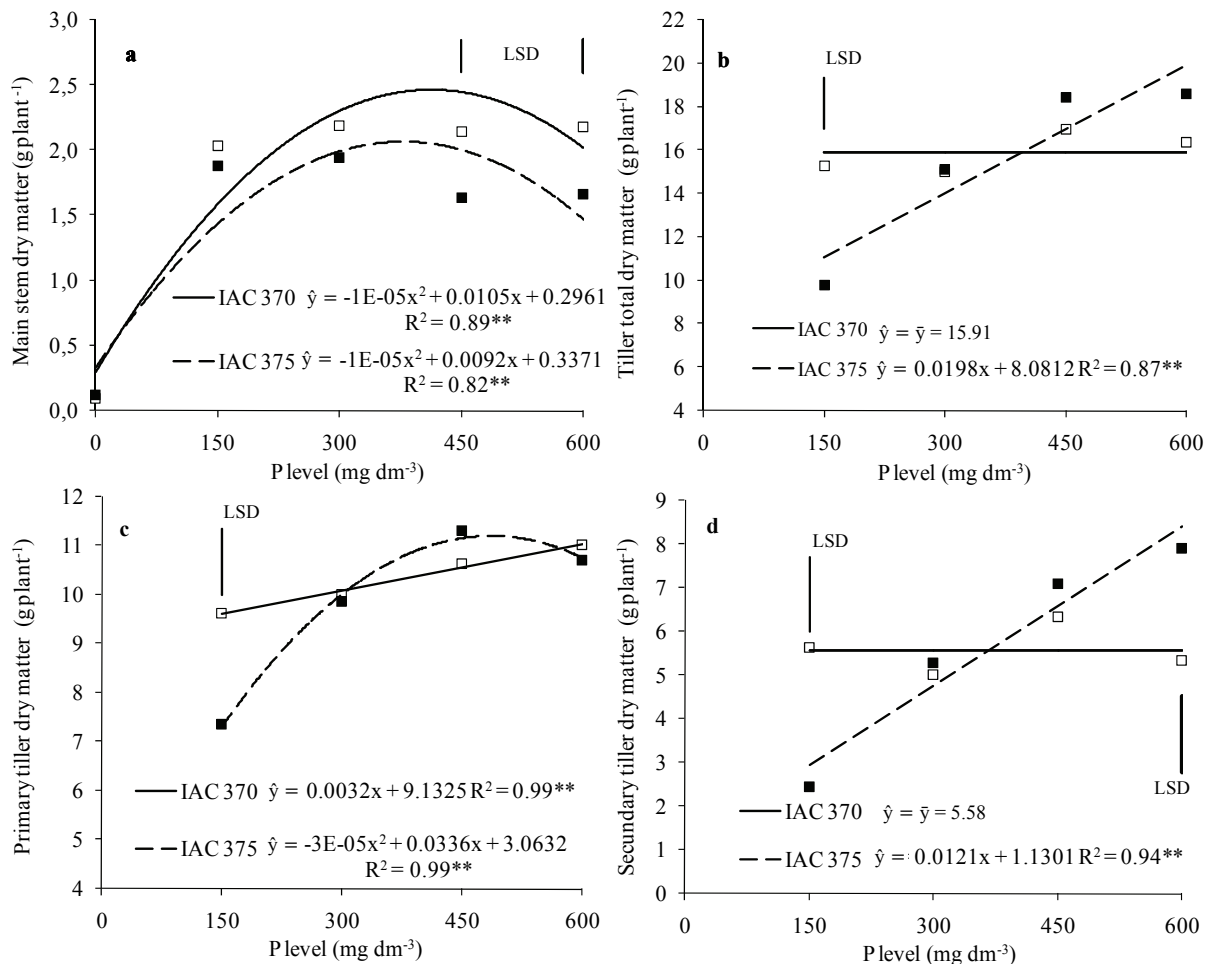 a
LSD
Main stem dry matter (g plant⁻¹)
3,0
2,5
2,0
1,5
1,0
0,5
0,0
IAC 370 ŷ = -1E-05x² + 0.0105x + 0.2961
R² = 0.89**
IAC 375 ŷ = -1E-05x² + 0.0092x + 0.3371
R² = 0.82**
0 150 300 450 600
P level (mg dm⁻³)
b
LSD
Tiller total dry matter (g plant⁻¹)
22
20
18
16
14
12
10
8
6
4
IAC 370 ŷ = ȳ = 15.91
IAC 375 ŷ = 0.0198x + 8.0812 R² = 0.87**
0 150 300 450 600
P level (mg dm⁻³)
c
LSD
Primary tiller dry matter (g plant⁻¹)
12
11
10
9
8
7
6
5
4
IAC 370 ŷ = 0.0032x + 9.1325 R² = 0.99**
IAC 375 ŷ = -3E-05x² + 0.0336x + 3.0632
R² = 0.99**
0 150 300 450 600
P level (mg dm⁻³)
d
LSD
Secundary tiller dry matter (g plant⁻¹)
9
8
7
6
5
4
3
2
1
0
LSD
IAC 370 ŷ = ȳ = 5.58
IAC 375 ŷ = 0.0121x + 1.1301 R² = 0.94**
0 150 300 450 600
P level (mg dm⁻³)